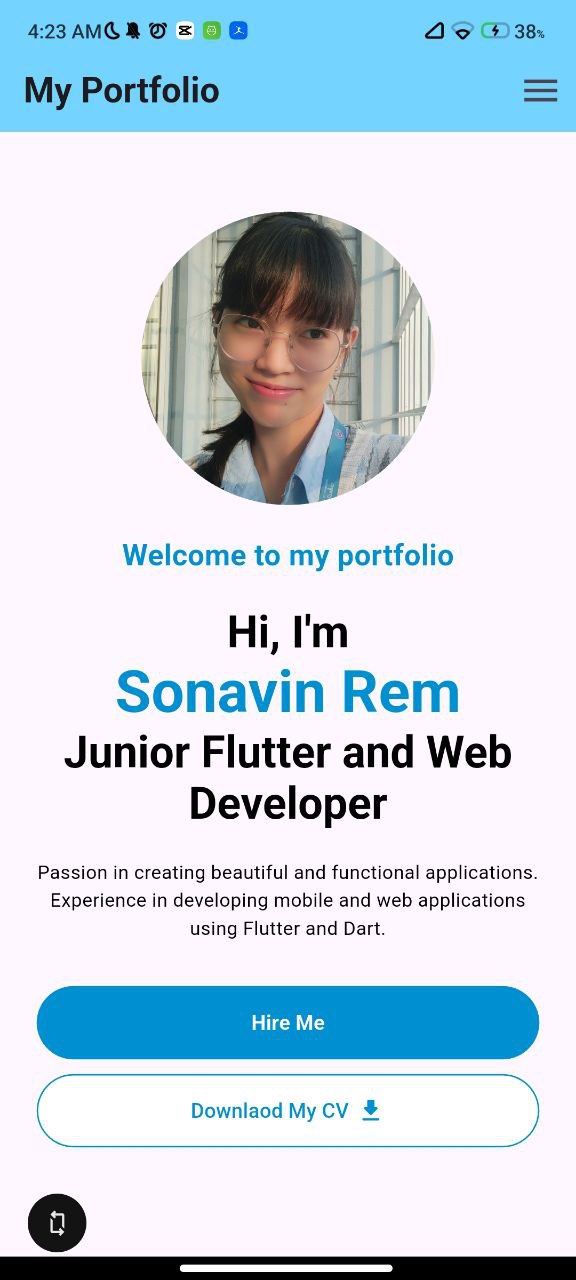 4:23 AM
38%
My Portfolio
Welcome to my portfolio
Hi, I'm
Sonavin Rem
Junior Flutter and Web
Developer
Passion in creating beautiful and functional applications.
Experience in developing mobile and web applications
using Flutter and Dart.
Hire Me
Downlaod My CV